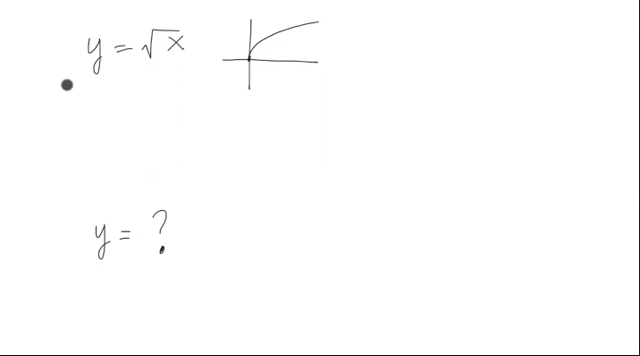 y = √x
y = ?